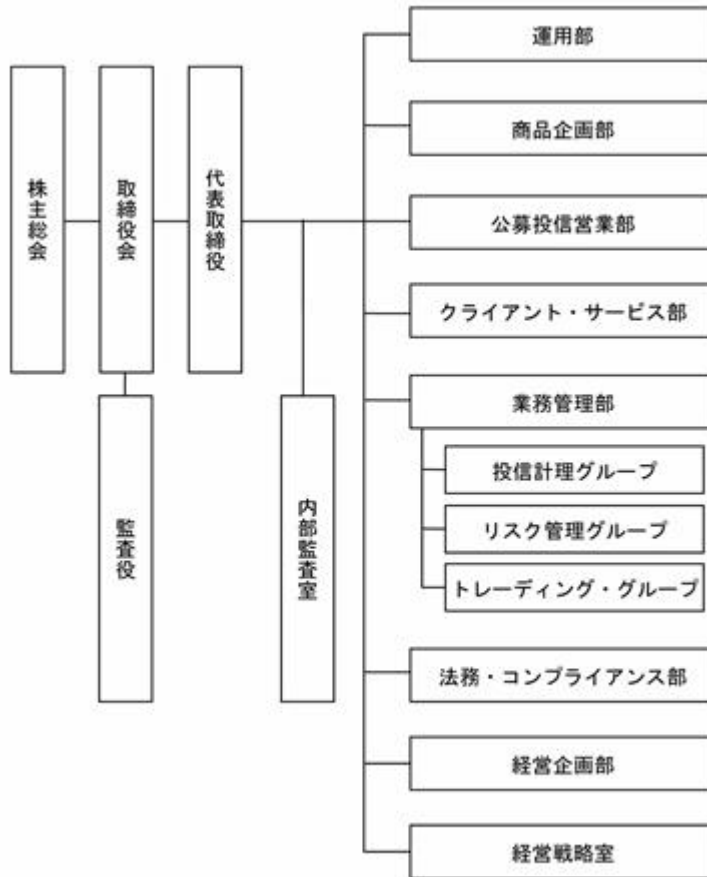 株主総会
取締役会
代表取締役
監査役
内部監査室
運用部
商品企画部
公募投信営業部
クライアント・サービス部
業務管理部
投信計理グループ
リスク管理グループ
トレーディング・グループ
法務・コンプライアンス部
経営企画部
経営戦略室